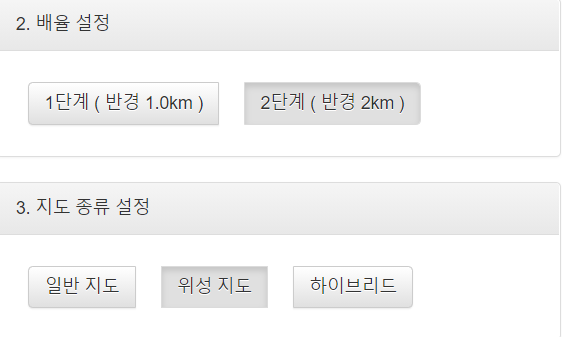 2. 배율 설정
1단계 ( 반경 1.0km ) 2단계 ( 반경 2km )
3. 지도 종류 설정
일반 지도 위성 지도 하이브리드